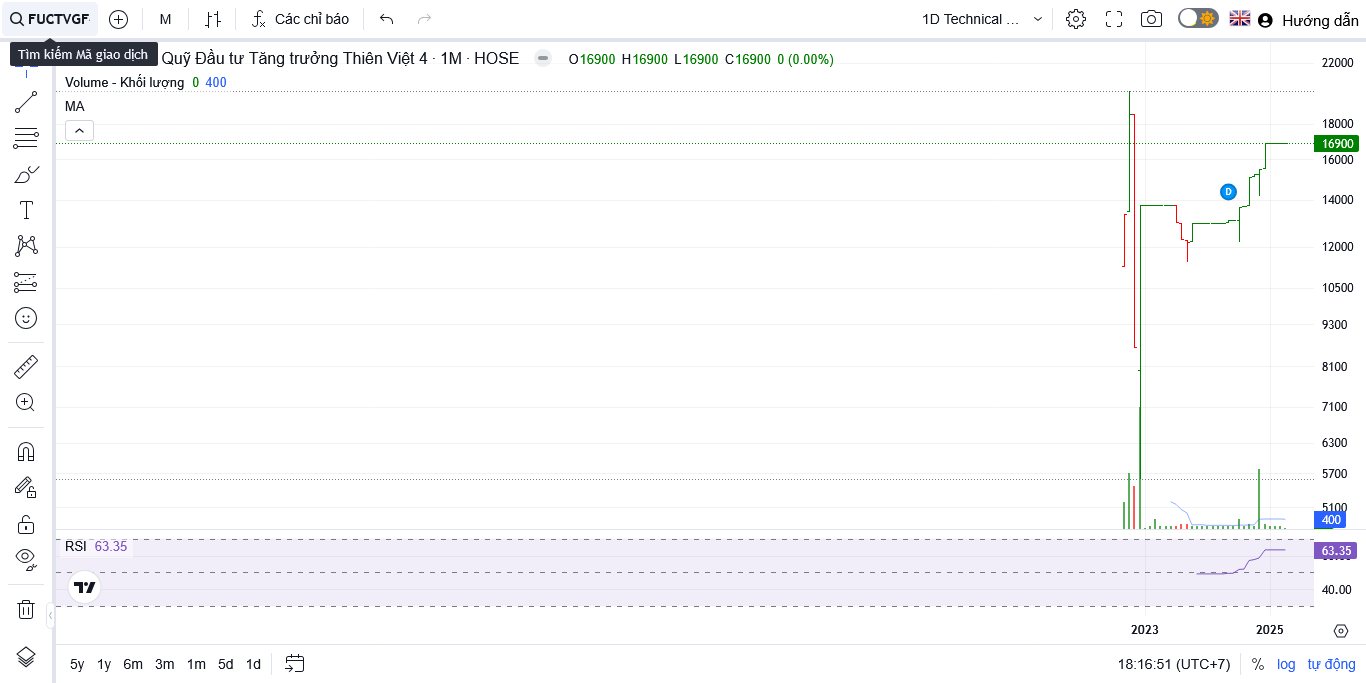 FUCTVGF
M
Các chỉ báo
1D Technical ...
Hướng dẫn
Tìm kiếm Mã giao dịch
Quỹ Đầu tư Tăng trưởng Thiên Việt 4 · 1M · HOSE
O16900 H16900 L16900 C16900 0 (0.00%)
Volume - Khối lượng 0 400
MA
22000
18000
16900
16000
14000
12000
10500
9300
8100
7100
6300
5700
5100
400
D
RSI 63.35
63.35
40.00
2023
2025
5y 1y 6m 3m 1m 5d 1d
18:16:51 (UTC+7)
%
log
tự động